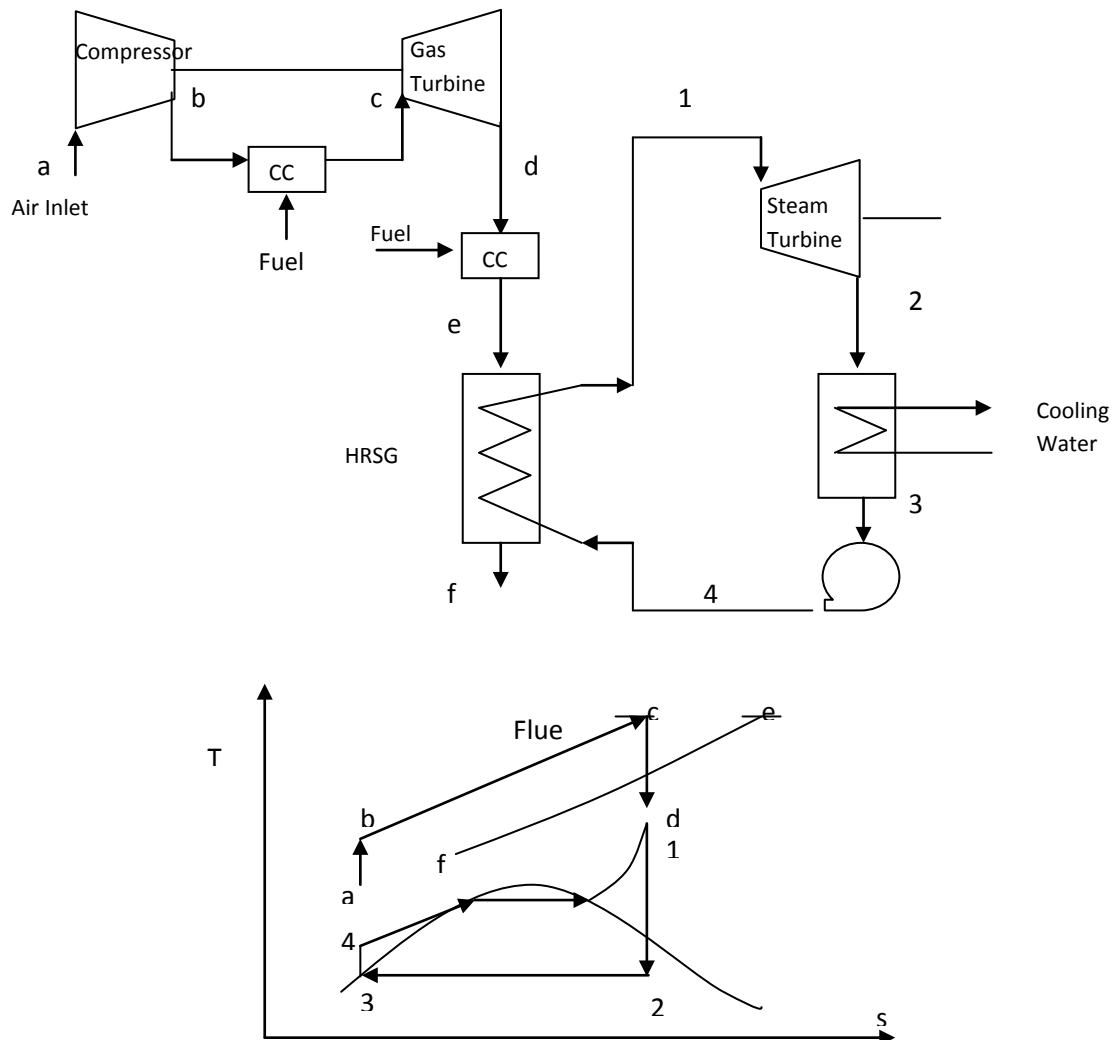 Compressor
Gas
Turbine
b
c
1
a
CC
d
Air Inlet
Steam
Turbine
Fuel
Fuel
CC
2
e
Cooling
Water
HRSG
3
f
4
c
e
Flue
T
b
d
f
1
a
4
3
2
s